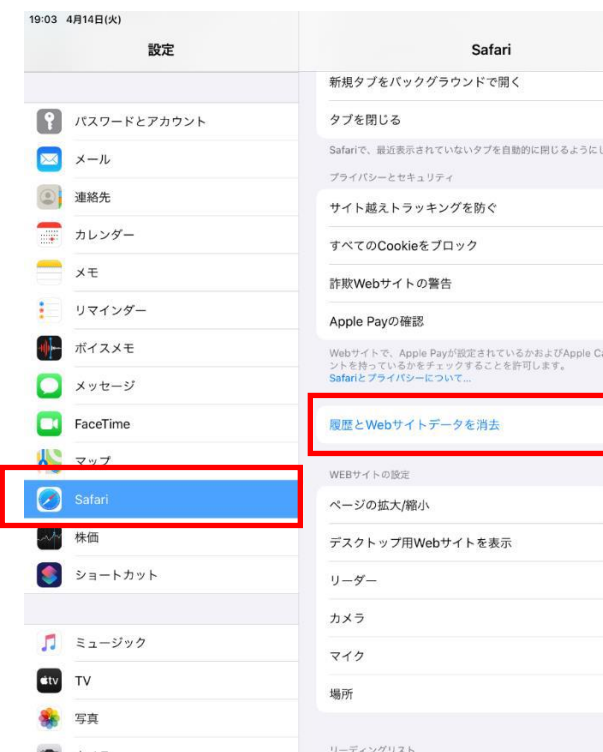 19:03 4月14日(火)
設定
パスワードとアカウント
メール
連絡先
カレンダー
メモ
リマインダー
ボイスメモ
メッセージ
FaceTime
マップ
Safari
株価
ショートカット
ミュージック
tv
TV
写真
Safari
新規タブをバックグラウンドで開く
タブを閉じる
Safariで、最近表示されていないタブを自動的に閉じるようにし
プライバシーとセキュリティ
サイト越えトラッキングを防ぐ
すべてのCookieをブロック
詐欺Webサイトの警告
Apple Payの確認
Webサイトで、Apple Payが設定されているかおよびApple Ca
ントを持っているかをチェックすることを許可します。
Safariとプライバシーについて...
履歴とWebサイトデータを消去
WEBサイトの設定
ページの拡大/縮小
デスクトップ用Webサイトを表示
リーダー
カメラ
マイク
場所
リーディングリスト